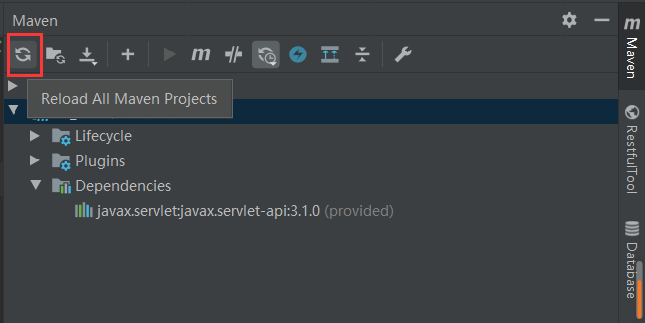 Maven
m
Reload All Maven Projects
Lifecycle
Plugins
Dependencies
javax.servlet:javax.servlet-api:3.1.0 (provided)
m
Maven
RestfulTool
Database